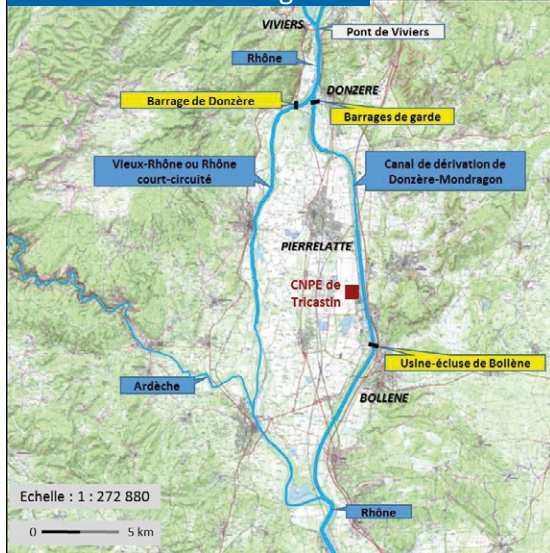 VIVIERS
Pont de Viviers
Rhône
DONZERE
Barrage de Donzère
Barrages de garde
Vieux-Rhône ou Rhône
court-circuité
Canal de dérivation de
Donzère-Mondragon
PIERRELATTE
CNPE de
Tricastin
Usine-écluse de Bollène
Ardèche
BOLLENE
Echelle : 1 : 272 880
0 5 km
Rhône